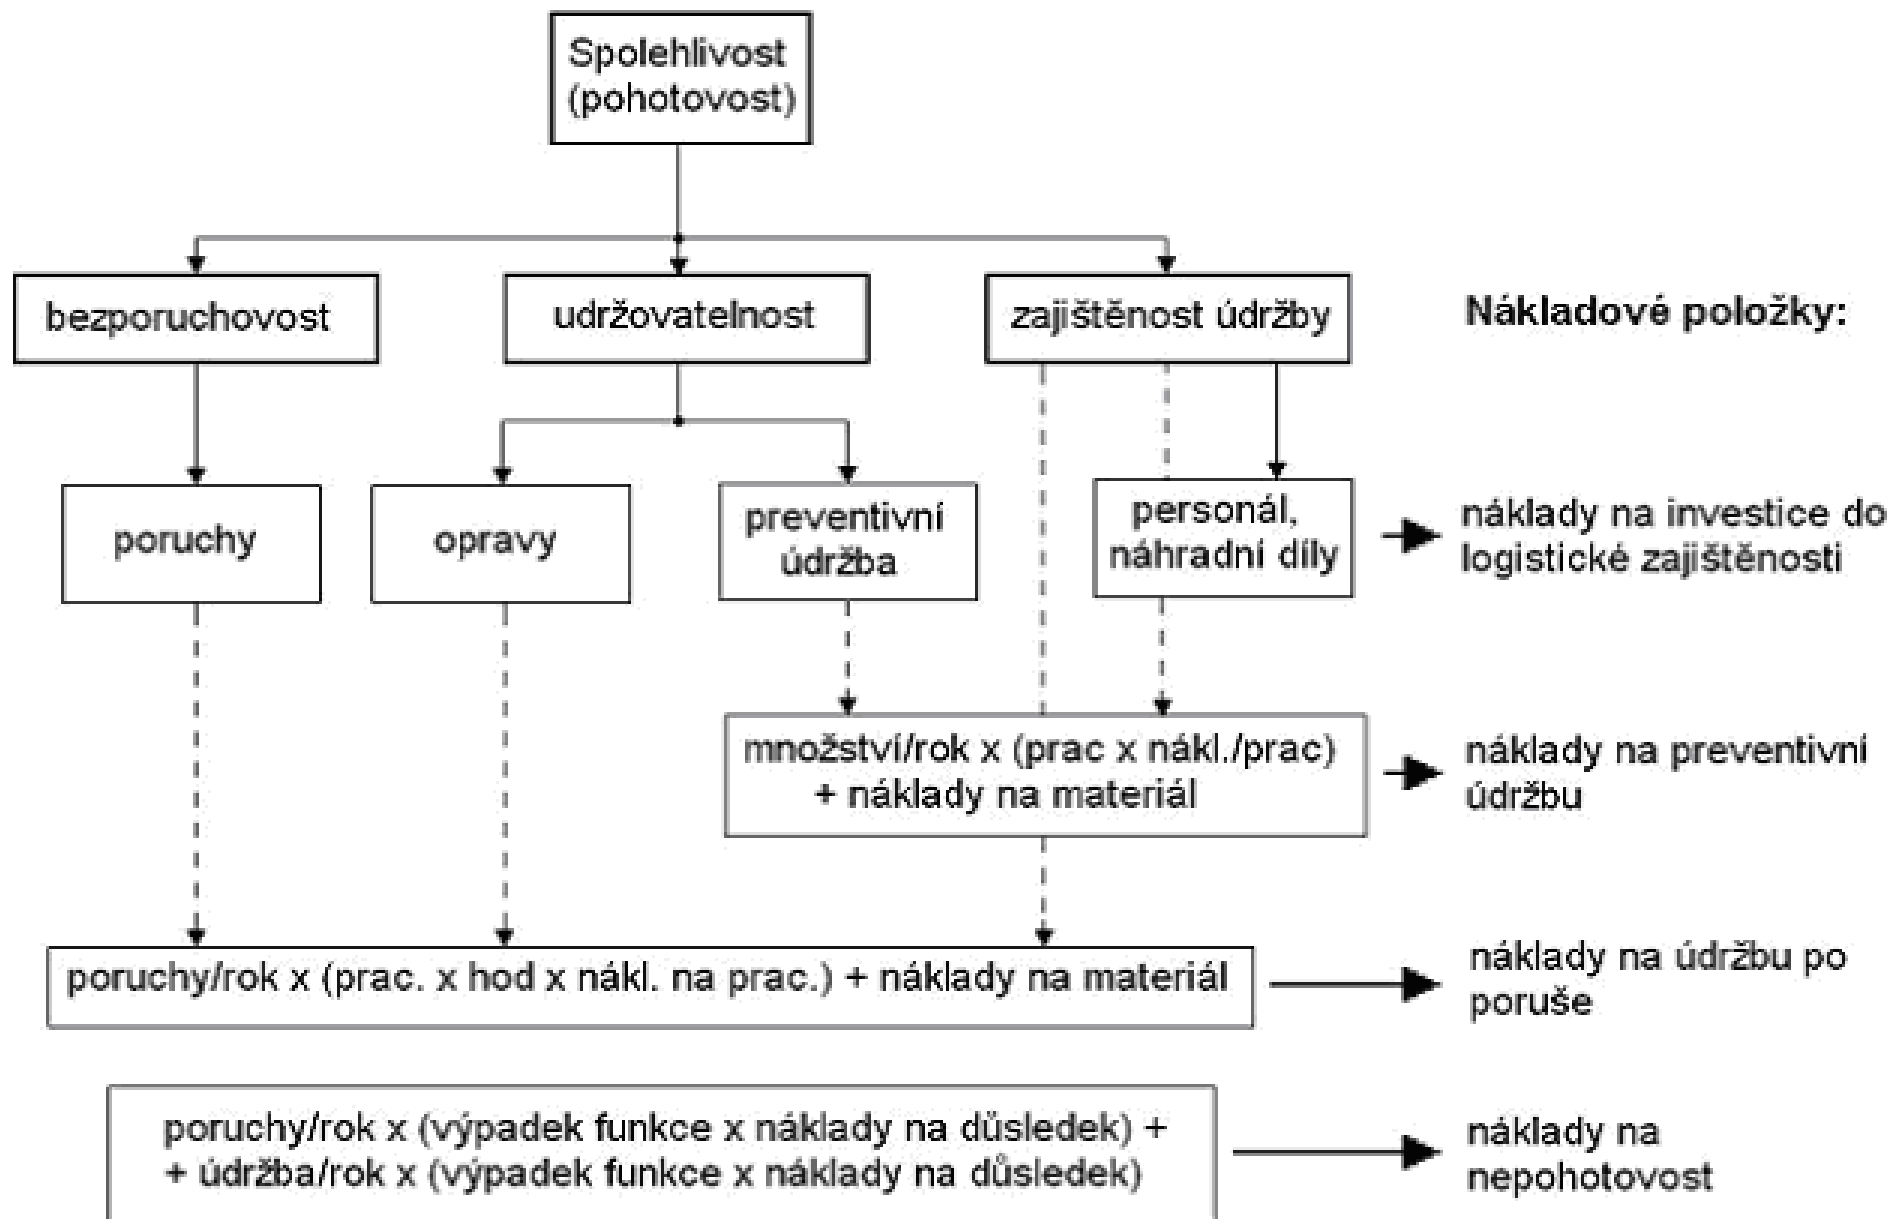 Spolehlivost
(pohotovost)
bezporuchovost
udržovatelnost
zajištěnost údržby
Nákladové položky:
poruchy
opravy
preventivní
údržba
personál,
náhradní díly
náklady na investice do
logistické zajištěnosti
množství/rok x (prac x nákl./prac)
+ náklady na materiál
náklady na preventivní
údržbu
poruchy/rok x (prac. x hod x nákl. na prac.) + náklady na materiál
náklady na údržbu po
poruše
poruchy/rok x (výpadek funkce x náklady na důsledek) +
+ údržba/rok x (výpadek funkce x náklady na důsledek)
náklady na
nepohotovost